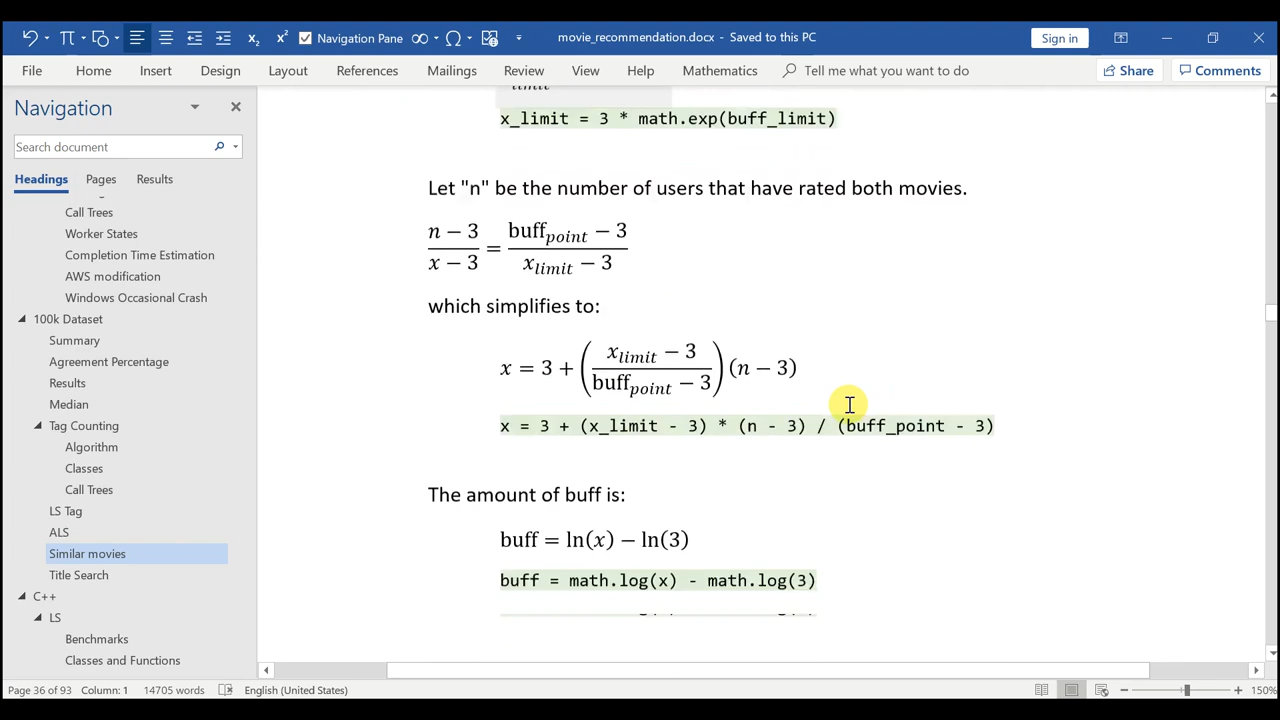 Navigation Pane
movie_recommendation.docx - Saved to this PC
Sign in
File Home Insert Design Layout References Mailings Review View Help Mathematics Tell me what you want to do Share Comments
Navigation
Search document
Headings Pages Results
Call Trees
Worker States
Completion Time Estimation
AWS modification
Windows Occasional Crash
100k Dataset
Summary
Agreement Percentage
Results
Median
Tag Counting
Algorithm
Classes
Call Trees
LS Tag
ALS
Similar movies
Title Search
C++
LS
Benchmarks
Classes and Functions
limit
x_limit = 3 * math.exp(buff_limit)
Let "n" be the number of users that have rated both movies.
n − 3 / x − 3 = buff_point − 3 / x_limit − 3
which simplifies to:
x = 3 + (x_limit − 3 / buff_point − 3) (n − 3)
x = 3 + (x_limit - 3) * (n - 3) / (buff_point - 3)
The amount of buff is:
buff = ln(x) − ln(3)
buff = math.log(x) - math.log(3)
Page 36 of 93 Column: 1 14705 words English (United States) 150%